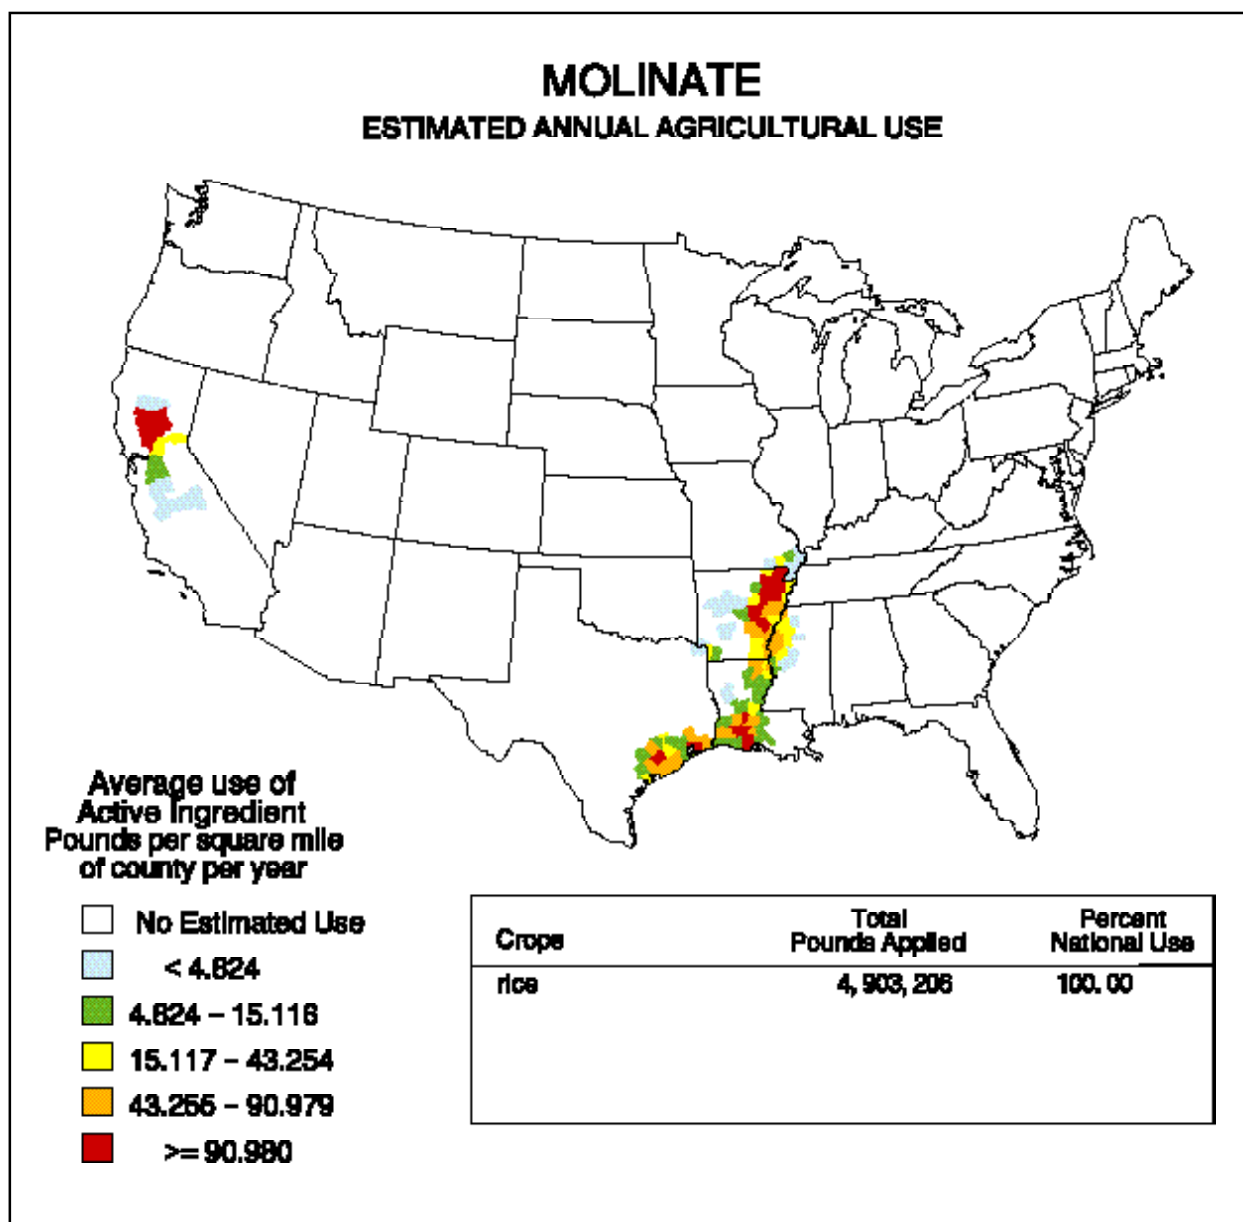 MOLINATE
ESTIMATED ANNUAL AGRICULTURAL USE
Average use of
Active Ingredient
Pounds per square mile
of county per year
No Estimated Use
< 4.824
4.824 - 15.116
15.117 - 43.254
43.255 - 90.979
>= 90.980
Crops
Total
Pounds Applied
Percent
National Use
rice
4,903,206
100.00